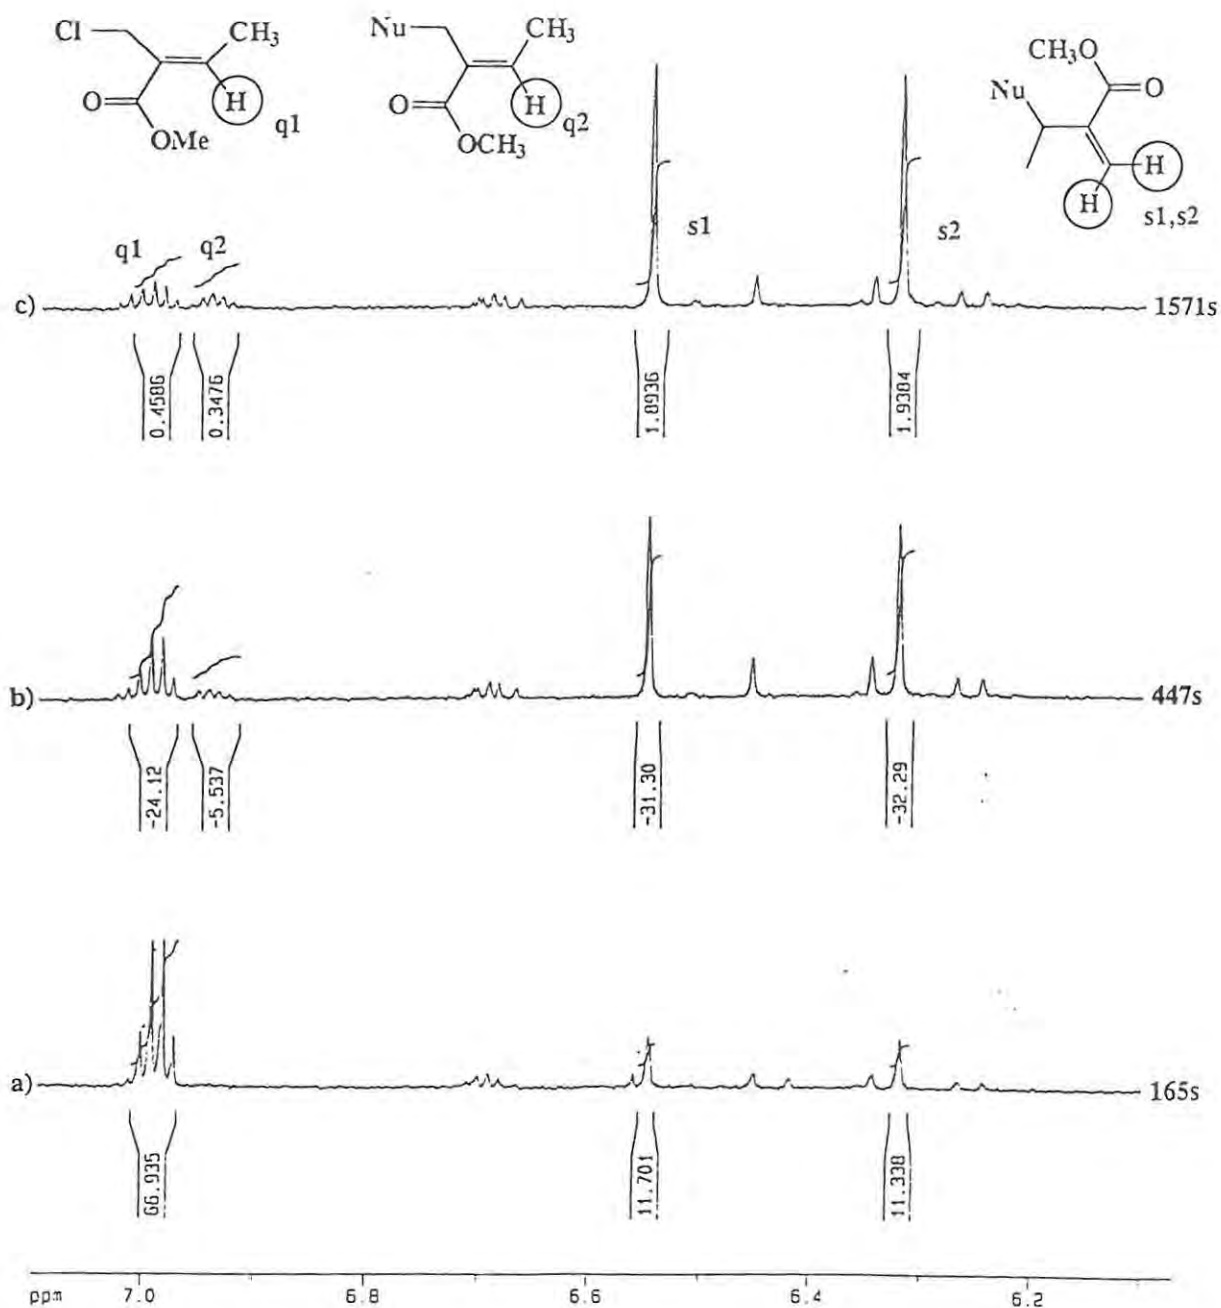 Cl
CH₃
O
OMe
H
q1
Nu
CH₃
O
OCH₃
H
q2
CH₃O
Nu
O
H
H
s1,s2
q1
q2
s1
s2
c)
1571s
0.4586
0.3476
1.8936
1.9384
b)
447s
-24.12
-5.537
-31.30
-32.29
a)
165s
66.935
11.701
11.338
ppm
7.0
6.8
6.6
6.4
6.2